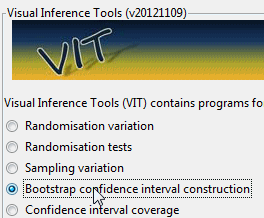 Visual Inference Tools (v20121109)
VIT
Visual Inference Tools (VIT) contains programs fo
Randomisation variation
Randomisation tests
Sampling variation
Bootstrap confidence interval construction
Confidence interval coverage